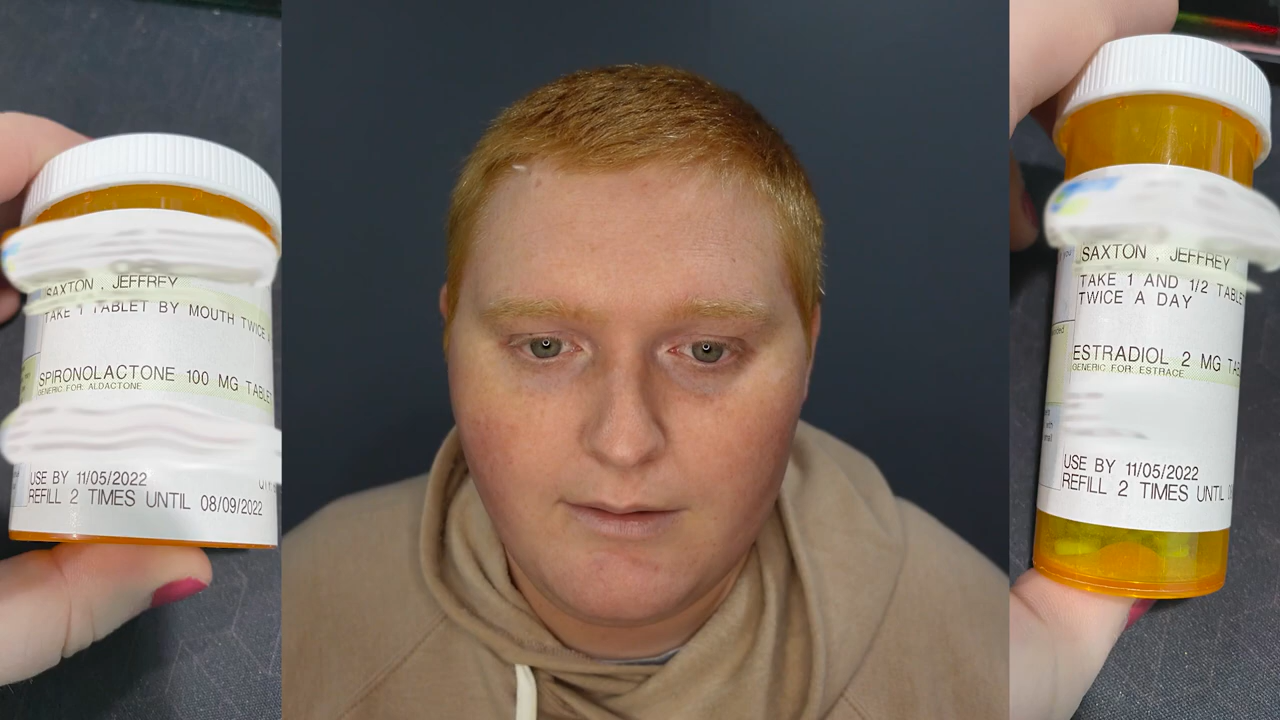 SAXTON , JEFFREY
TAKE 1 TABLET BY MOUTH TWICE
SPIRONOLACTONE 100 MG TABLET
GENERIC FOR: ALDACTONE
USE BY 11/05/2022
REFILL 2 TIMES UNTIL 08/09/2022
SAXTON , JEFFREY
TAKE 1 AND 1/2 TABLE
TWICE A DAY
ESTRADIOL 2 MG TAB
GENERIC FOR: ESTRACE
USE BY 11/05/2022
REFILL 2 TIMES UNTIL